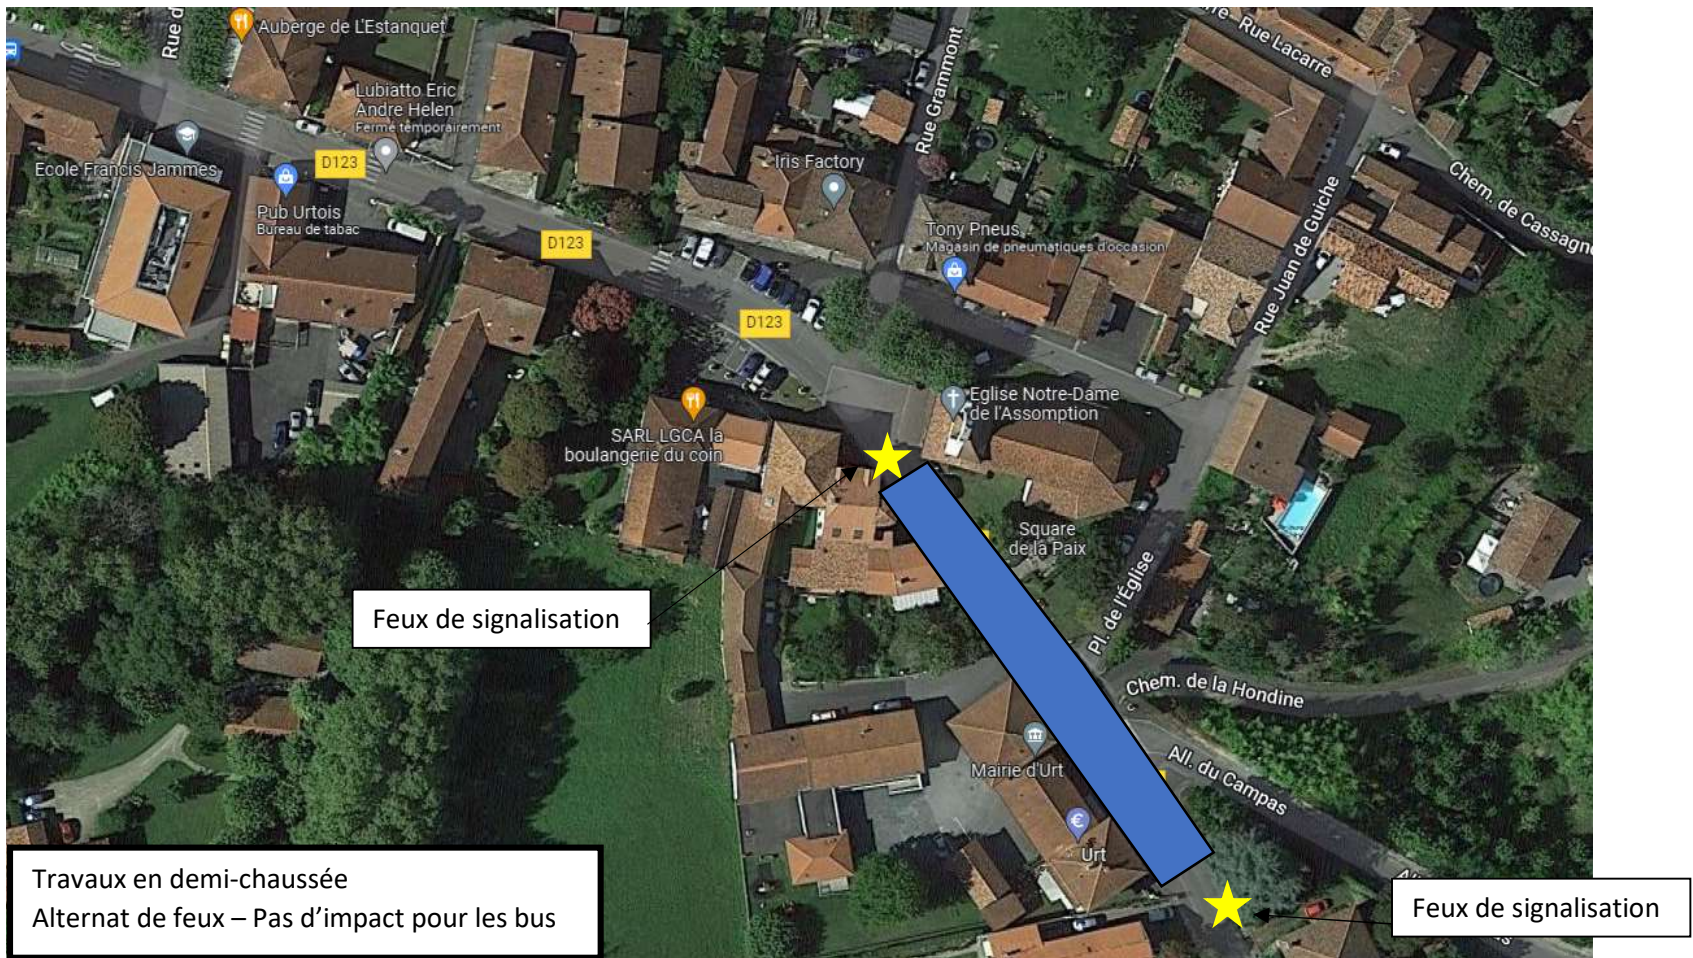 Rue d
Auberge de L'Estanquet
Lubiatto Eric
Andre Helen
Fermé temporairement
Ecole Francis Jammes
D123
Pub Urtois
Bureau de tabac
D123
Iris Factory
Rue Grammont
Rue Lacarre
Chem. de Cassagne
Rue Juan de Guiche
Tony Pneus
Magasin de pneumatiques d'occasion
D123
Eglise Notre-Dame
de l'Assomption
SARL LGCA la
boulangerie du coin
Square
de la Paix
Pl. de l'Église
Feux de signalisation
Chem. de la Hondine
All. du Campas
Mairie d'Urt
€
Urt
Travaux en demi-chaussée
Alternat de feux – Pas d'impact pour les bus
Feux de signalisation